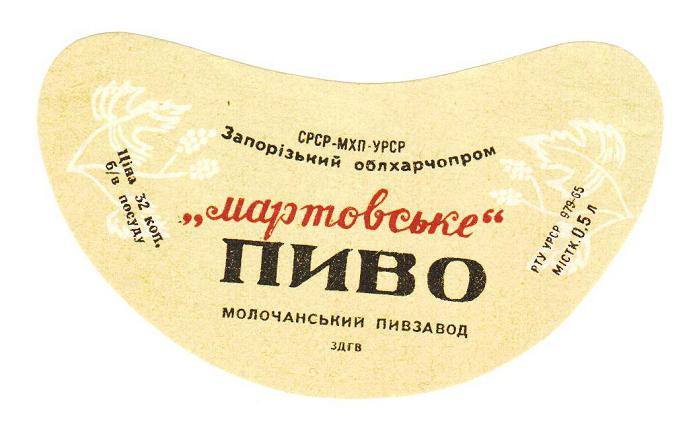 СРСР-МХП-УРСР
Запорізький облхарчопром
Ціна 32 коп.
б/в посуду
„мартовське“
ПИВО
РТУ УРСР 979-65
МІСТК. 0,5 л
МОЛОЧАНСЬКИЙ ПИВЗАВОД
ЗДГВ